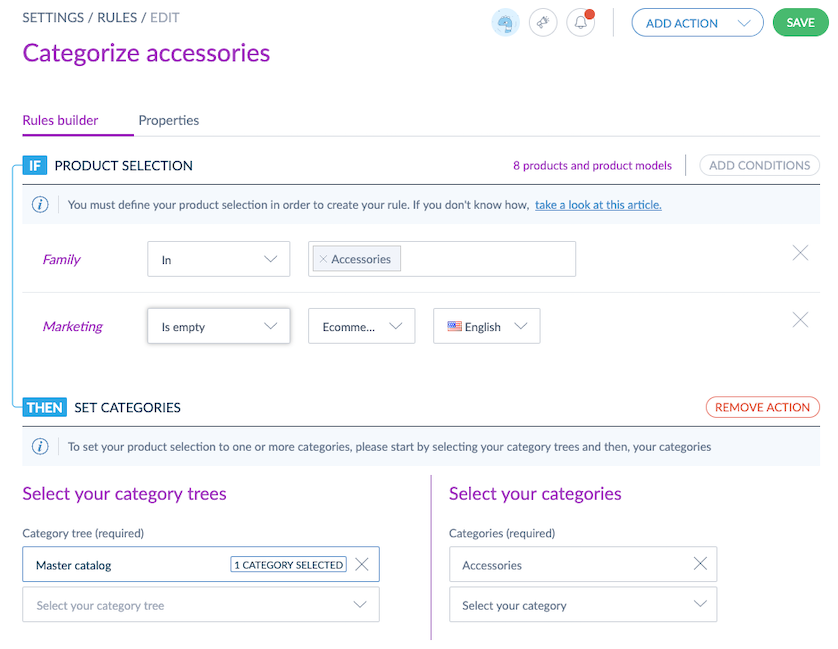 SETTINGS / RULES / EDIT
ADD ACTION
SAVE
Categorize accessories
Rules builder
Properties
IF
PRODUCT SELECTION
8 products and product models
ADD CONDITIONS
You must define your product selection in order to create your rule. If you don't know how, take a look at this article.
Family
In
Accessories
Marketing
Is empty
Ecomme...
English
THEN
SET CATEGORIES
REMOVE ACTION
To set your product selection to one or more categories, please start by selecting your category trees and then, your categories
Select your category trees
Select your categories
Category tree (required)
Categories (required)
Master catalog
1 CATEGORY SELECTED
Accessories
Select your category tree
Select your category